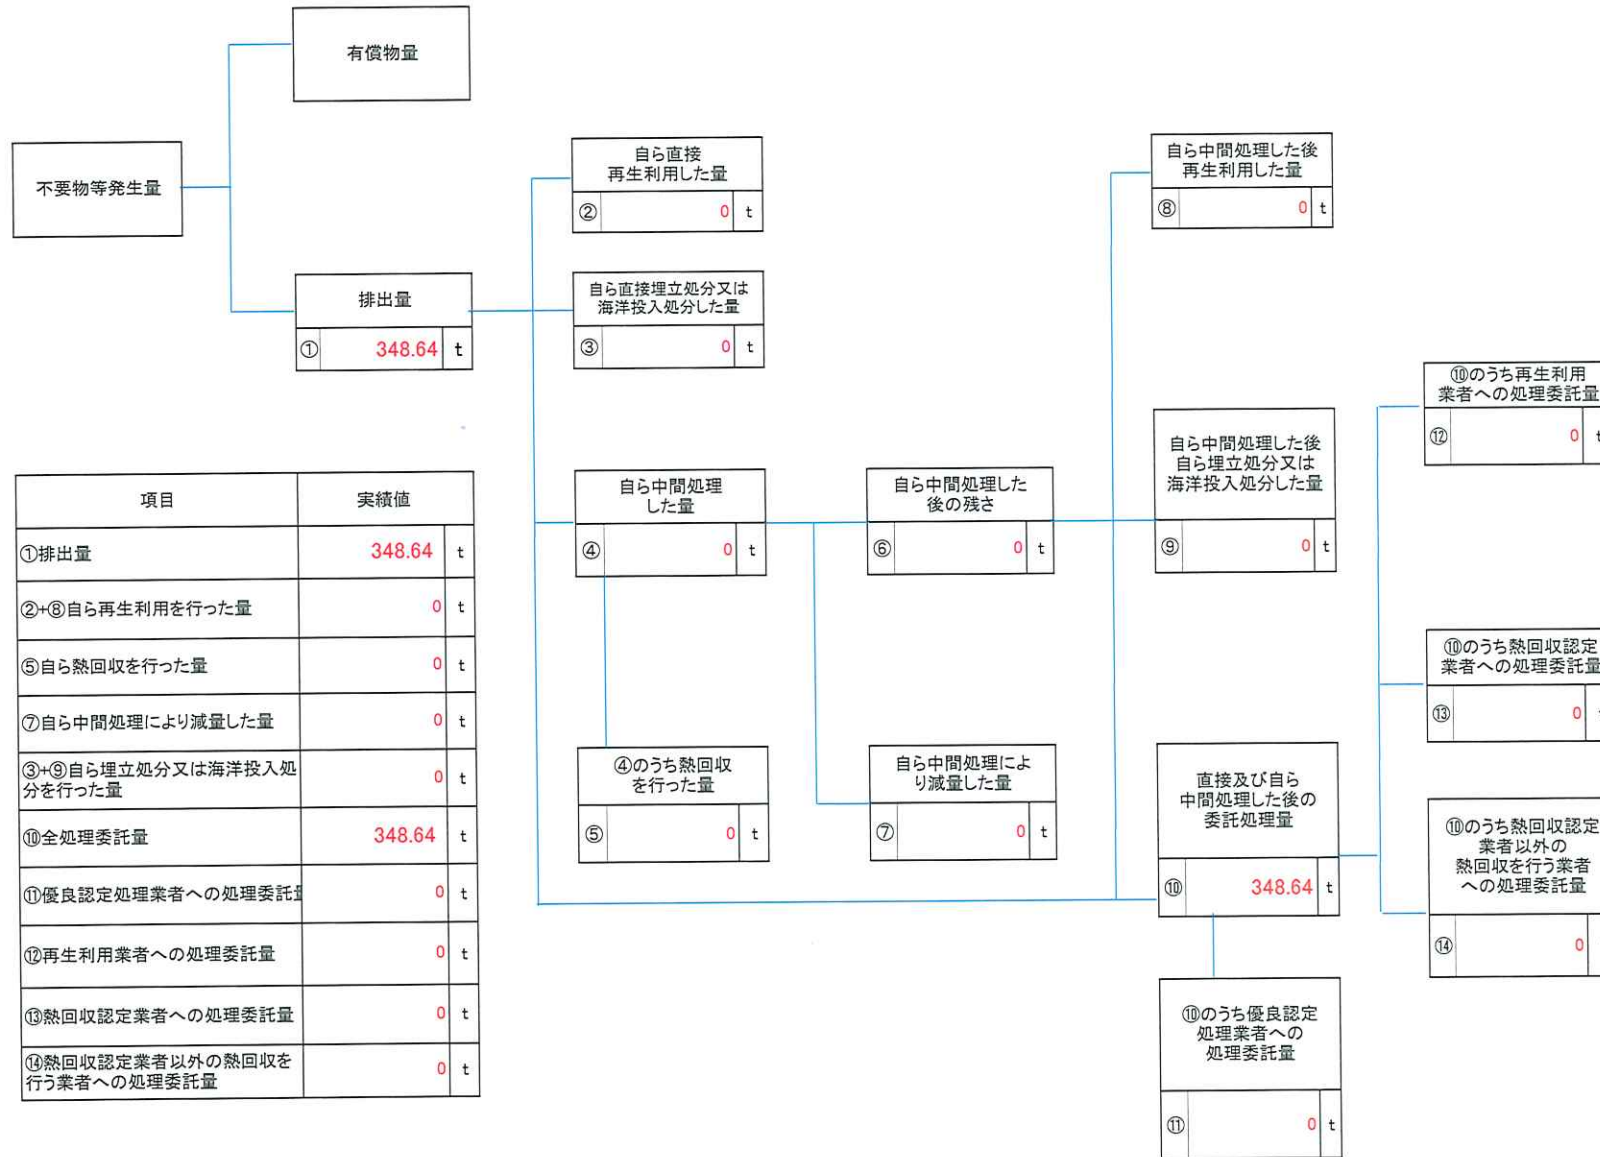 有償物量
不要物等発生量
排出量
① 348.64 t
自ら直接
再生利用した量
② 0 t
自ら直接埋立処分又は
海洋投入処分した量
③ 0 t
自ら中間処理
した量
④ 0 t
④のうち熱回収
を行った量
⑤ 0 t
自ら中間処理した
後の残さ
⑥ 0 t
自ら中間処理によ
り減量した量
⑦ 0 t
自ら中間処理した後
再生利用した量
⑧ 0 t
自ら中間処理した後
自ら埋立処分又は
海洋投入処分した量
⑨ 0 t
直接及び自ら
中間処理した後の
委託処理量
⑩ 348.64 t
⑩のうち優良認定
処理業者への
処理委託量
⑪ 0 t
⑩のうち再生利用
業者への処理委託量
⑫ 0 t
⑩のうち熱回収認定
業者への処理委託量
⑬ 0
⑩のうち熱回収認定
業者以外の
熱回収を行う業者
への処理委託量
⑭ 0
項目 実績値
①排出量 348.64 t
②+⑧自ら再生利用を行った量 0 t
⑤自ら熱回収を行った量 0 t
⑦自ら中間処理により減量した量 0 t
③+⑨自ら埋立処分又は海洋投入処
分を行った量 0 t
⑩全処理委託量 348.64 t
⑪優良認定処理業者への処理委託量 0 t
⑫再生利用業者への処理委託量 0 t
⑬熱回収認定業者への処理委託量 0 t
⑭熱回収認定業者以外の熱回収を
行う業者への処理委託量 0 t